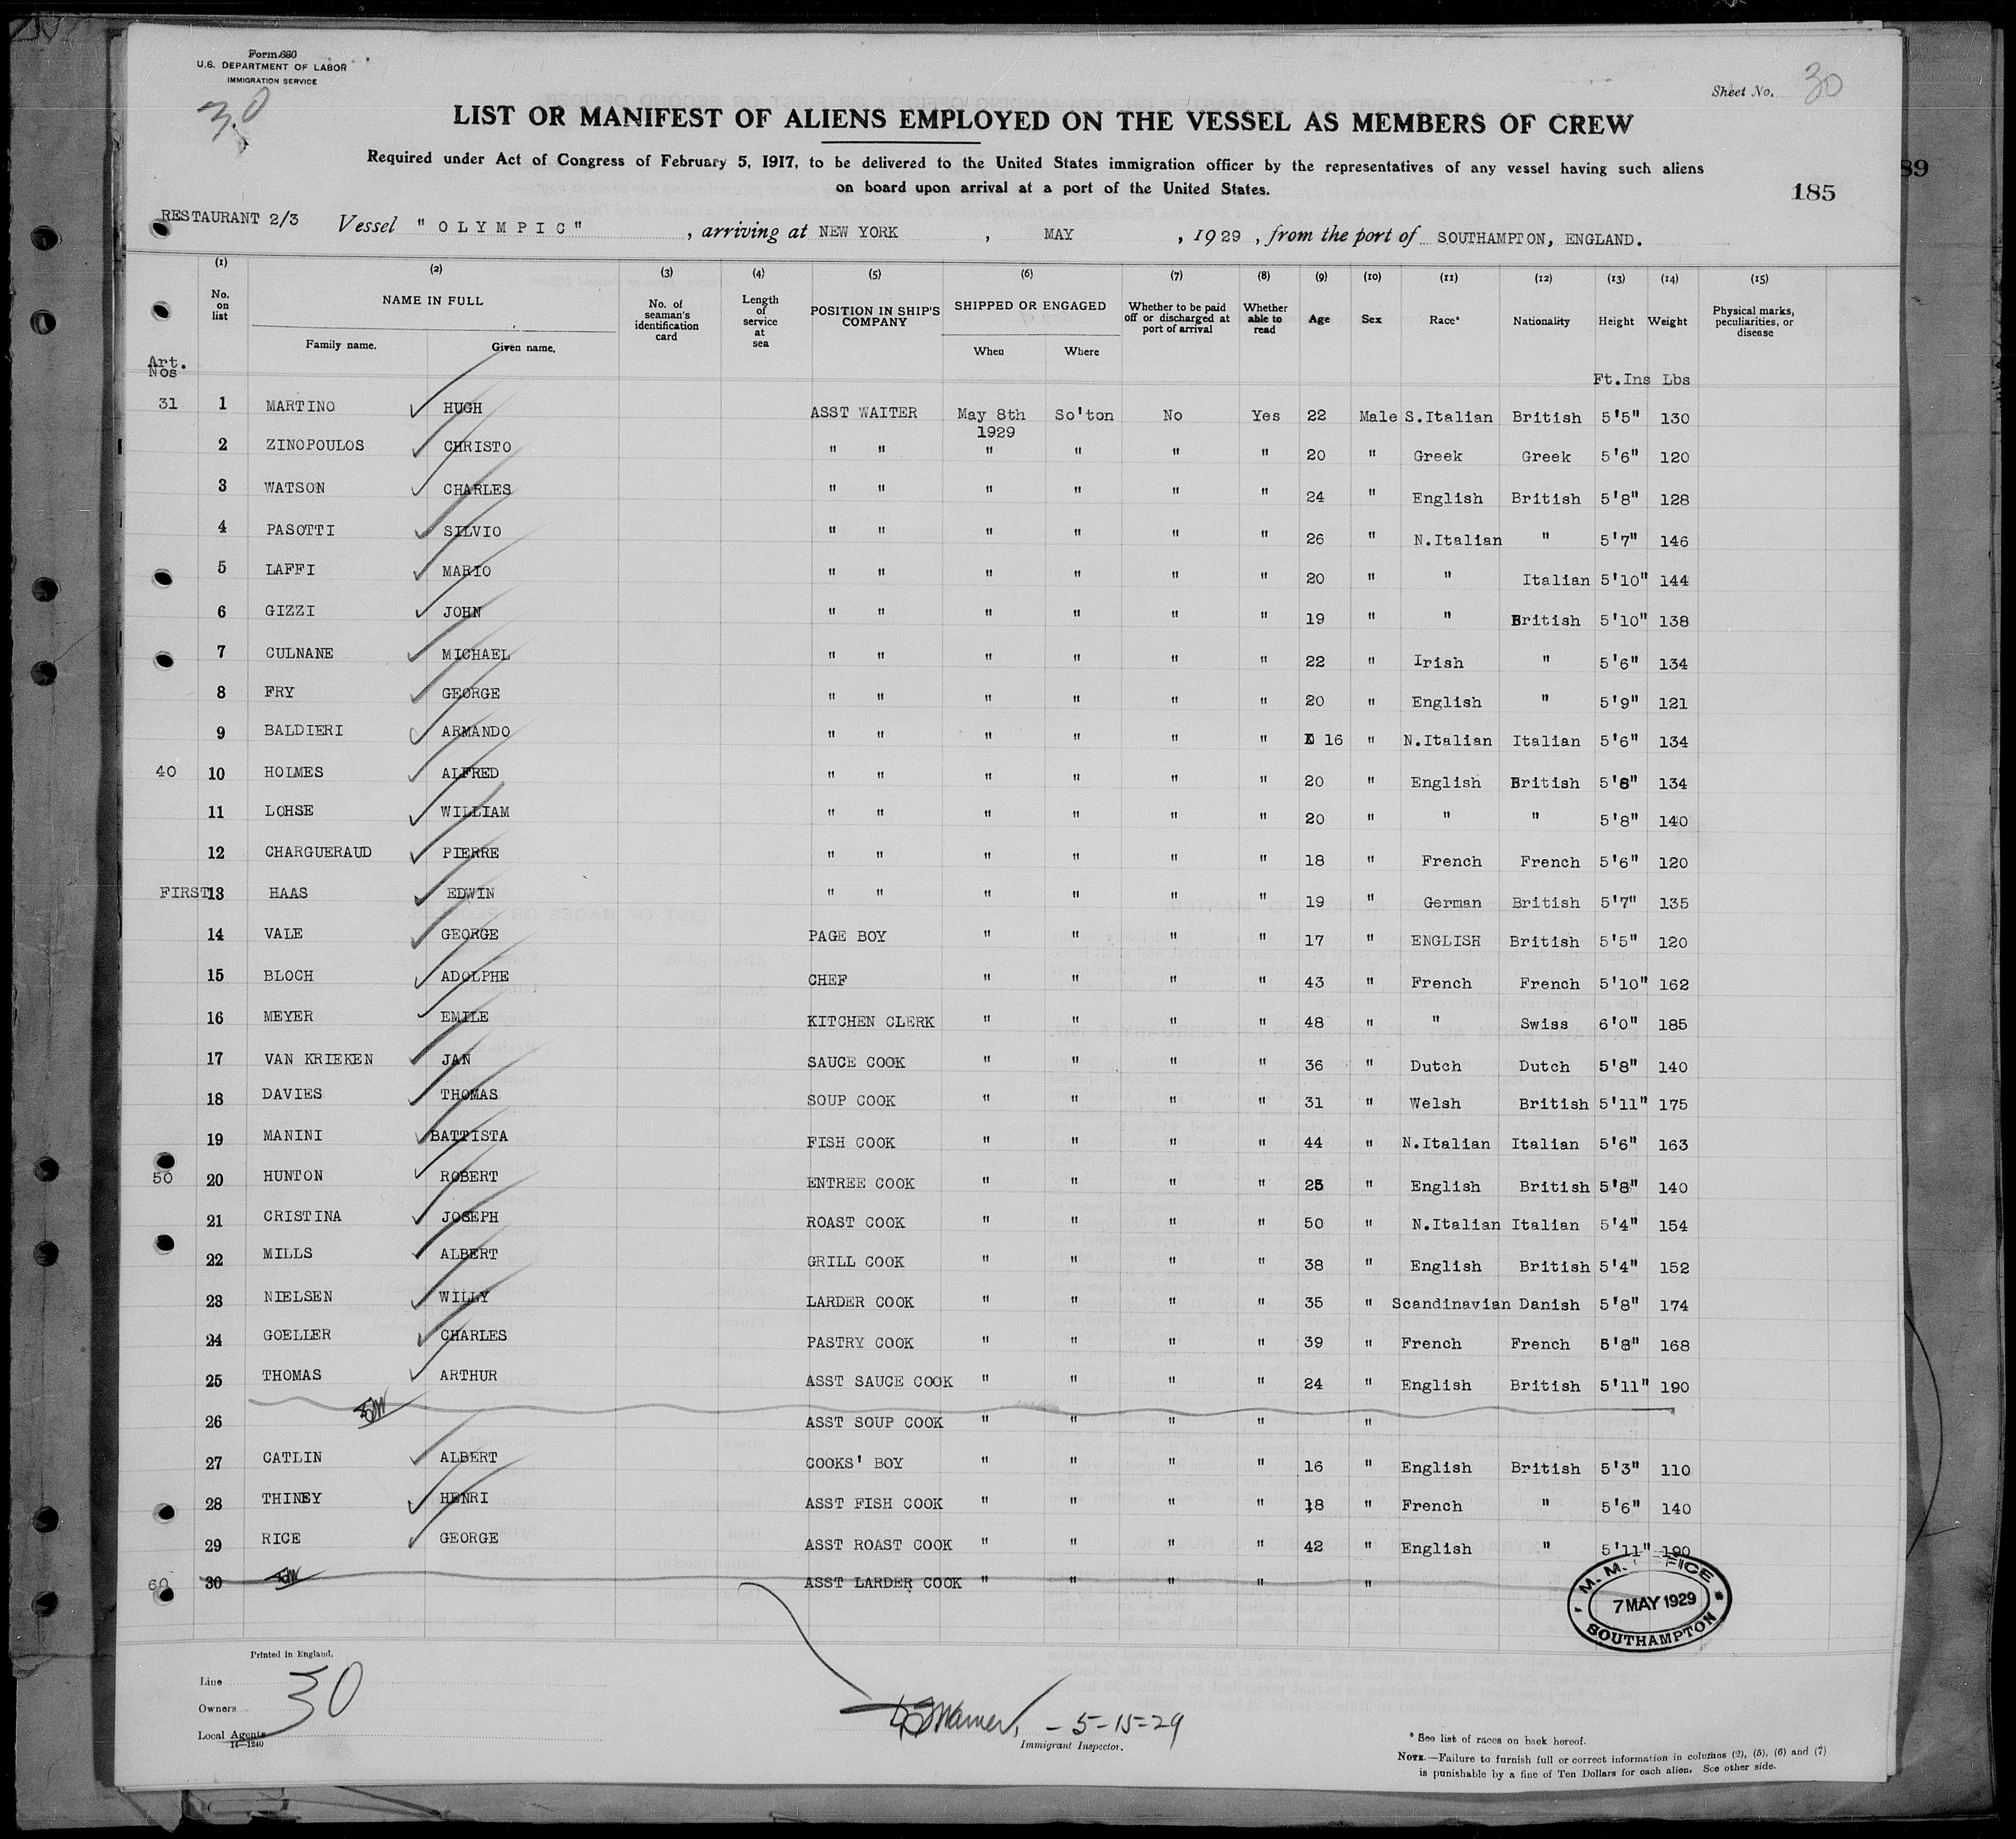 Form 680
U.S. DEPARTMENT OF LABOR
IMMIGRATION SERVICE
30
Sheet No. 30
LIST OR MANIFEST OF ALIENS EMPLOYED ON THE VESSEL AS MEMBERS OF CREW
Required under Act of Congress of February 5, 1917, to be delivered to the United States immigration officer by the representatives of any vessel having such aliens
on board upon arrival at a port of the United States.
89
185
RESTAURANT 2/3 Vessel "OLYMPIC", arriving at NEW YORK, MAY, 1929, from the port of SOUTHAMPTON, ENGLAND.
(1) (2) (3) (4) (5) (6) (7) (8) (9) (10) (11) (12) (13) (14) (15)
No. on list NAME IN FULL Family name. Given name. No. of seaman's identification card Length of service at sea POSITION IN SHIP'S COMPANY SHIPPED OR ENGAGED When Where Whether to be paid off or discharged at port of arrival Whether able to read Age Sex Race* Nationality Height Weight Physical marks, peculiarities, or disease
Art. Nos Ft.Ins Lbs
31 1 MARTINO HUGH ASST WAITER May 8th 1929 So'ton No Yes 22 Male S.Italian British 5'5" 130
2 ZINOPOULOS CHRISTO " " " " " " 20 " Greek Greek 5'6" 120
3 WATSON CHARLES " " " " " " 24 " English British 5'8" 128
4 PASOTTI SILVIO " " " " " " 26 " N.Italian " 5'7" 146
5 LAFFI MARIO " " " " " " 20 " " Italian 5'10" 144
6 GIZZI JOHN " " " " " " 19 " " British 5'10" 138
7 CULNANE MICHAEL " " " " " " 22 " Irish " 5'6" 134
8 FRY GEORGE " " " " " " 20 " English " 5'9" 121
9 BALDIERI ARMANDO " " " " " " 16 " N.Italian Italian 5'6" 134
40 10 HOLMES ALFRED " " " " " " 20 " English British 5'8" 134
11 LOHSE WILLIAM " " " " " " 20 " " " 5'8" 140
12 CHARGUERAUD PIERRE " " " " " " 18 " French French 5'6" 120
FIRST 13 HAAS EDWIN " " " " " " 19 " German British 5'7" 135
14 VALE GEORGE PAGE BOY " " " " 17 " ENGLISH British 5'5" 120
15 BLOCH ADOLPHE CHEF " " " " 43 " French French 5'10" 162
16 MEYER EMILE KITCHEN CLERK " " " " 48 " " Swiss 6'0" 185
17 VAN KRIEKEN JAN SAUCE COOK " " " " 36 " Dutch Dutch 5'8" 140
18 DAVIES THOMAS SOUP COOK " " " " 31 " Welsh British 5'11" 175
19 MANINI BATTISTA FISH COOK " " " " 44 " N.Italian Italian 5'6" 163
50 20 HUNTON ROBERT ENTREE COOK " " " " 25 " English British 5'8" 140
21 CRISTINA JOSEPH ROAST COOK " " " " 50 " N.Italian Italian 5'4" 154
22 MILLS ALBERT GRILL COOK " " " " 38 " English British 5'4" 152
23 NIELSEN WILLY LARDER COOK " " " " 35 " Scandinavian Danish 5'8" 174
24 GOELLER CHARLES PASTRY COOK " " " " 39 " French French 5'8" 168
25 THOMAS ARTHUR ASST SAUCE COOK " " " " 24 " English British 5'11" 190
26 ASST SOUP COOK " " " " "
27 CATLIN ALBERT COOKS' BOY " " " " 16 " English British 5'3" 110
28 THINEY HENRI ASST FISH COOK " " " " 18 " French " 5'6" 140
29 RICE GEORGE ASST ROAST COOK " " " " 42 " English " 5'11" 190
60 30 ASST LARDER COOK " " " " "
7 MAY 1929
SOUTHAMPTON
Printed in England.
Line
Owners
Local Agents
14—1240
30
5-15-29
Immigrant Inspector.
* See list of races on back hereof.
NOTE.—Failure to furnish full or correct information in columns (2), (5), (6) and (7)
is punishable by a fine of Ten Dollars for each alien. See other side.